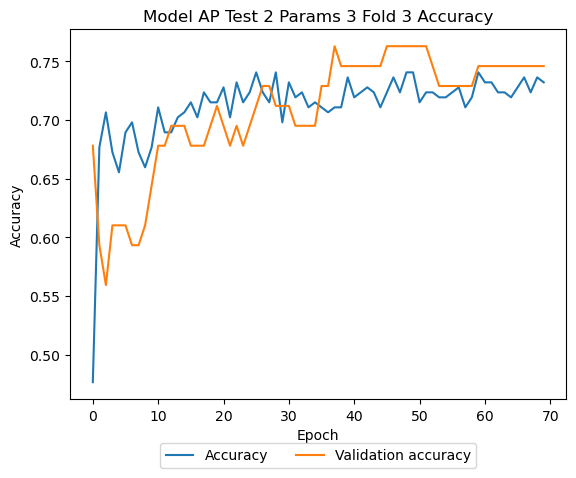 Model AP Test 2 Params 3 Fold 3 Accuracy
Accuracy
0.75
0.70
0.65
0.60
0.55
0.50
0 10 20 30 40 50 60 70
Epoch
Accuracy Validation accuracy